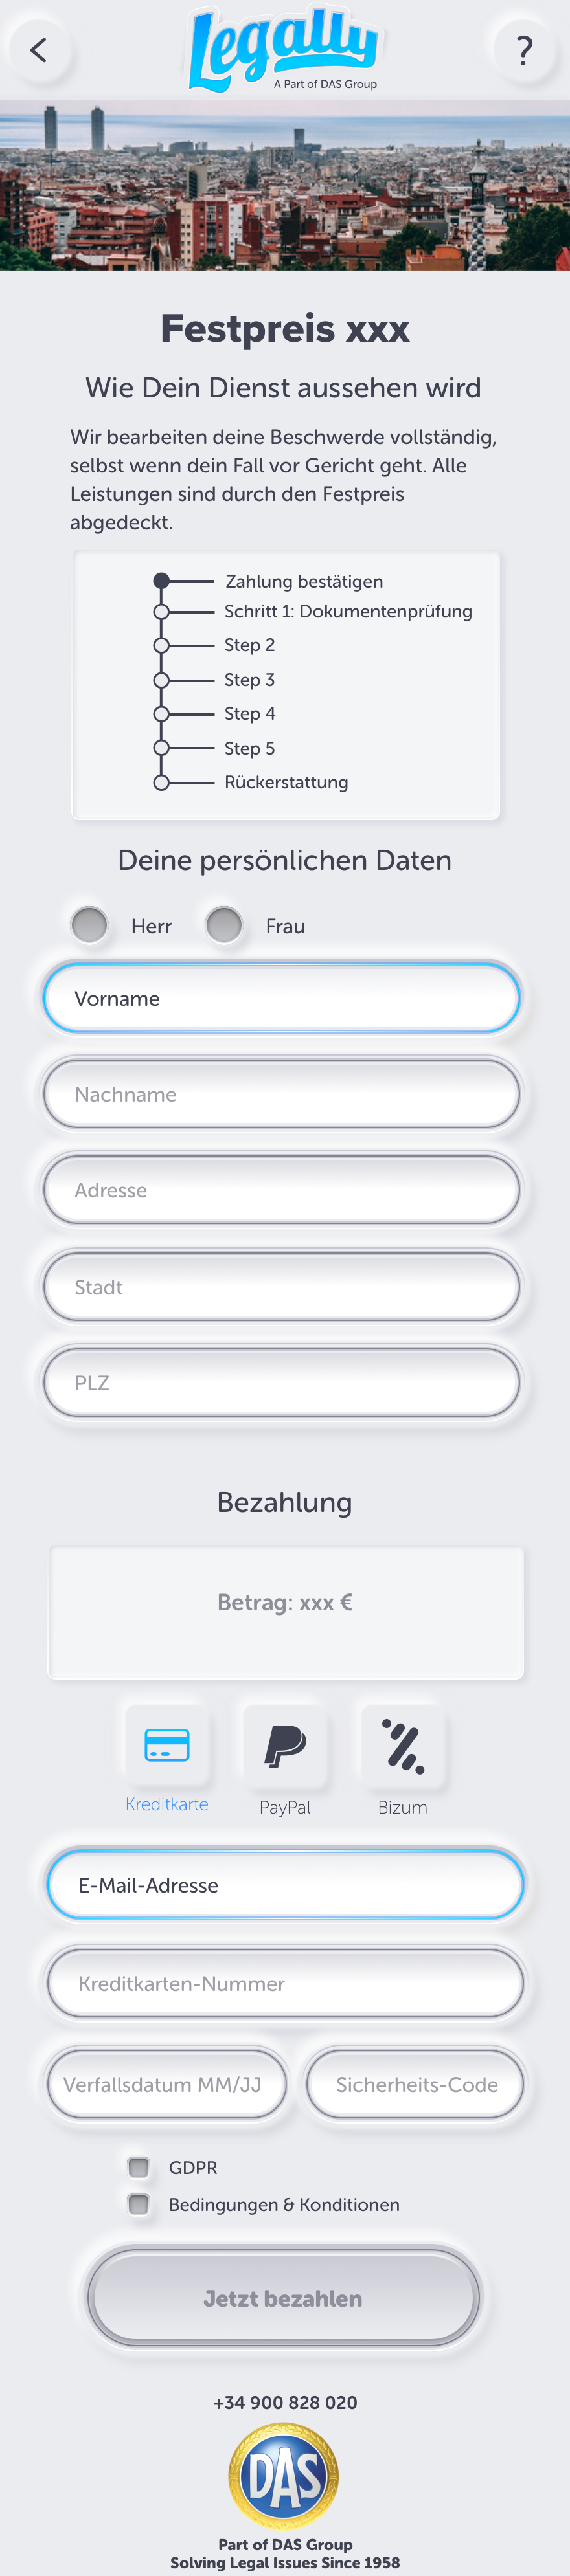 Legally
A Part of DAS Group
?
Festpreis xxx
Wie Dein Dienst aussehen wird
Wir bearbeiten deine Beschwerde vollständig,
selbst wenn dein Fall vor Gericht geht. Alle
Leistungen sind durch den Festpreis
abgedeckt.
Zahlung bestätigen
Schritt 1: Dokumentenprüfung
Step 2
Step 3
Step 4
Step 5
Rückerstattung
Deine persönlichen Daten
Herr Frau
Vorname
Nachname
Adresse
Stadt
PLZ
Bezahlung
Betrag: xxx €
Kreditkarte PayPal Bizum
E-Mail-Adresse
Kreditkarten-Nummer
Verfallsdatum MM/JJ Sicherheits-Code
GDPR
Bedingungen & Konditionen
Jetzt bezahlen
+34 900 828 020
DAS
Part of DAS Group
Solving Legal Issues Since 1958